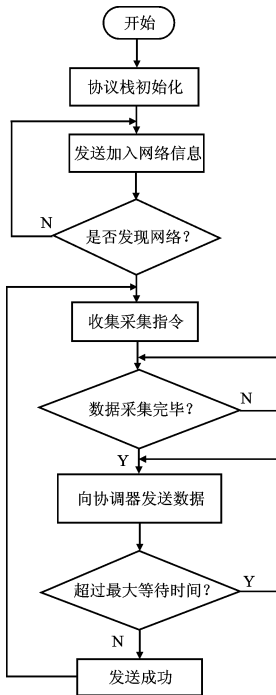 开始
协议栈初始化
发送加入网络信息
N
是否发现网络？
收集采集指令
数据采集完毕？
N
Y
向协调器发送数据
超过最大等待时间？
Y
N
发送成功